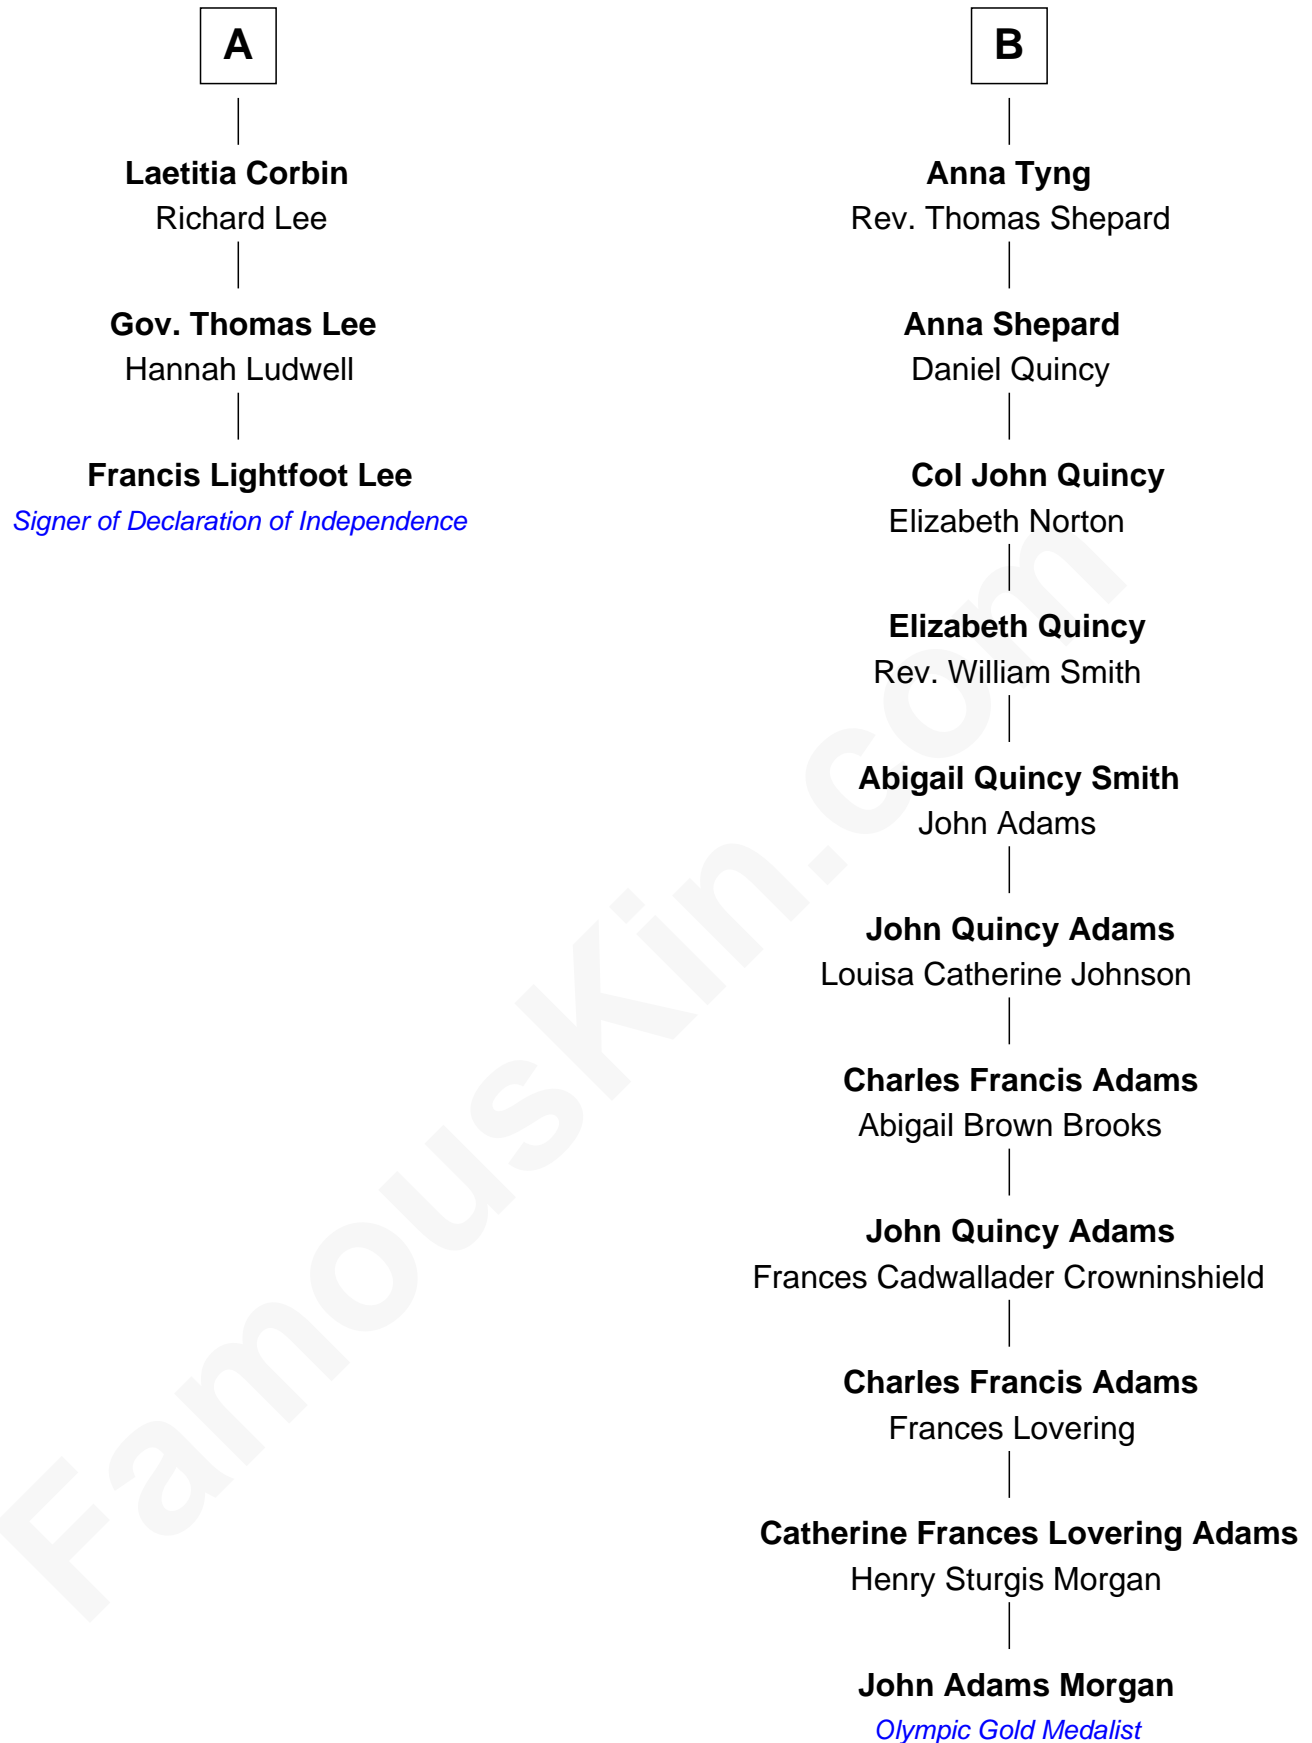 A
Laetitia Corbin
Richard Lee
Gov. Thomas Lee
Hannah Ludwell
Francis Lightfoot Lee
Signer of Declaration of Independence
B
Anna Tyng
Rev. Thomas Shepard
Anna Shepard
Daniel Quincy
Col John Quincy
Elizabeth Norton
Elizabeth Quincy
Rev. William Smith
Abigail Quincy Smith
John Adams
John Quincy Adams
Louisa Catherine Johnson
Charles Francis Adams
Abigail Brown Brooks
John Quincy Adams
Frances Cadwallader Crowninshield
Charles Francis Adams
Frances Lovering
Catherine Frances Lovering Adams
Henry Sturgis Morgan
John Adams Morgan
Olympic Gold Medalist
FamousKin.com